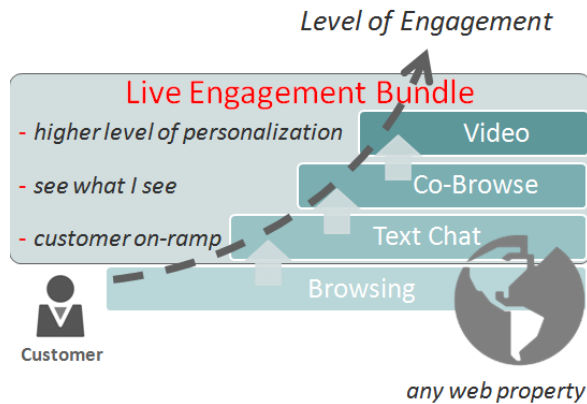 Level of Engagement
Live Engagement Bundle
- higher level of personalization
Video
- see what I see
Co-Browse
- customer on-ramp
Text Chat
Browsing
Customer
any web property